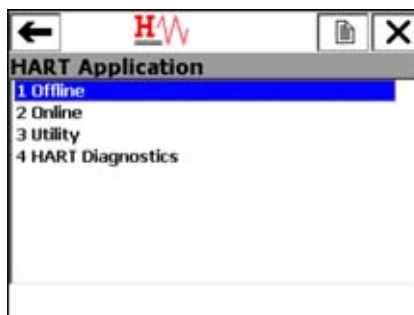 H
HART Application
1 Offline
2 Online
3 Utility
4 HART Diagnostics